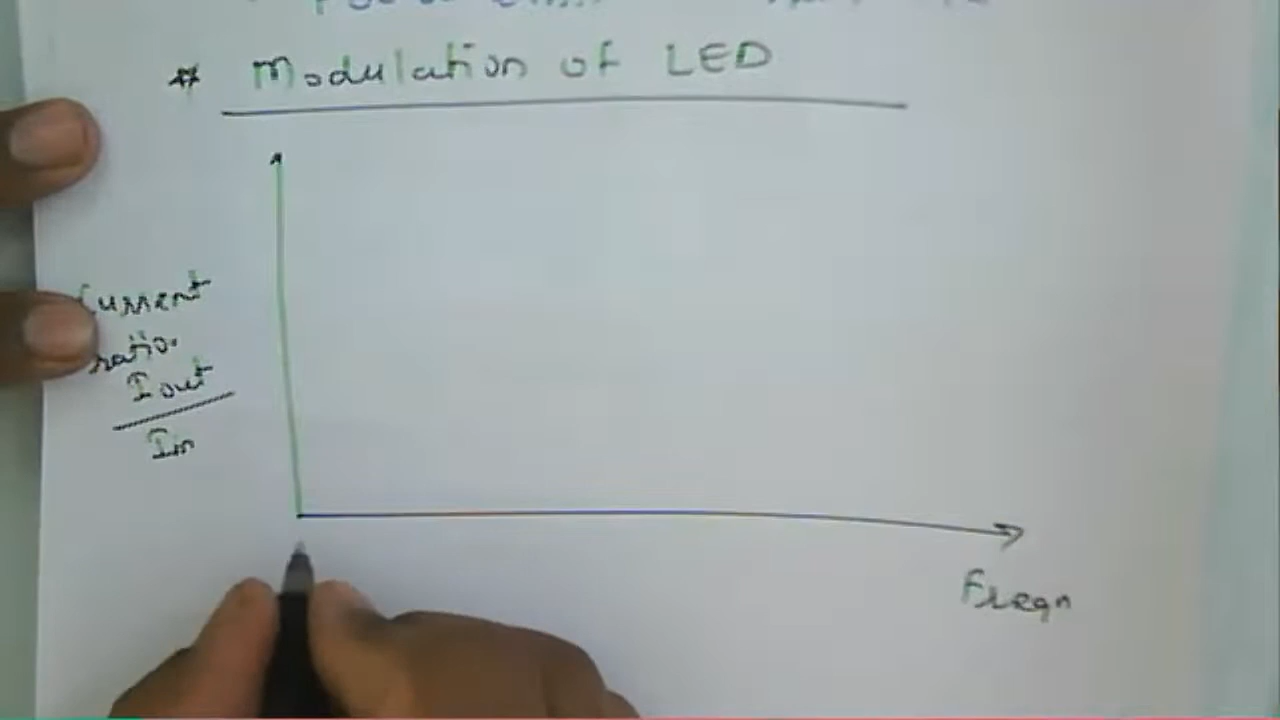 * Modulation of LED
Current
ratio.
Iout
Iin
Freqn